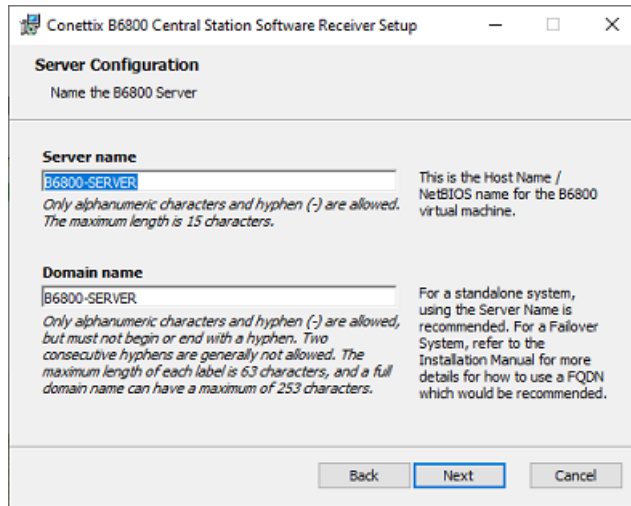 Conettix B6800 Central Station Software Receiver Setup
Server Configuration
Name the B6800 Server
Server name
B6800-SERVER
Only alphanumeric characters and hyphen (-) are allowed.
The maximum length is 15 characters.
This is the Host Name /
NetBIOS name for the B6800
virtual machine.
Domain name
B6800-SERVER
Only alphanumeric characters and hyphen (-) are allowed,
but must not begin or end with a hyphen. Two
consecutive hyphens are generally not allowed. The
maximum length of each label is 63 characters, and a full
domain name can have a maximum of 253 characters.
For a standalone system,
using the Server Name is
recommended. For a Failover
System, refer to the
Installation Manual for more
details for how to use a FQDN
which would be recommended.
Back
Next
Cancel